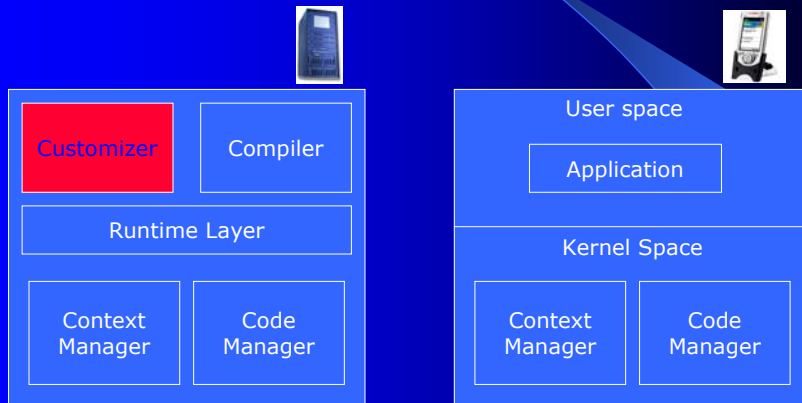 Customizer
Compiler
Runtime Layer
Context
Manager
Code
Manager
User space
Application
Kernel Space
Context
Manager
Code
Manager